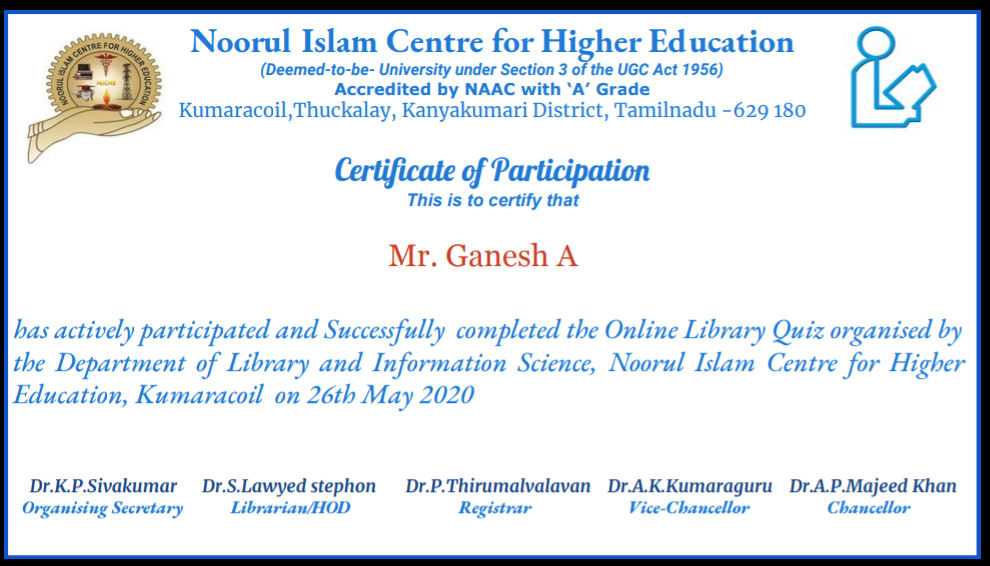 Noorul Islam Centre for Higher Education
(Deemed-to-be- University under Section 3 of the UGC Act 1956)
Accredited by NAAC with ‘A’ Grade
Kumaracoil,Thuckalay, Kanyakumari District, Tamilnadu -629 180
NOORUL ISLAM CENTRE FOR HIGHER EDUCATION
NICHE
Certificate of Participation
This is to certify that
Mr. Ganesh A
has actively participated and Successfully completed the Online Library Quiz organised by
the Department of Library and Information Science, Noorul Islam Centre for Higher
Education, Kumaracoil on 26th May 2020
Dr.K.P.Sivakumar Dr.S.Lawyed stephon Dr.P.Thirumalvalavan Dr.A.K.Kumaraguru Dr.A.P.Majeed Khan
Organising Secretary Librarian/HOD Registrar Vice-Chancellor Chancellor